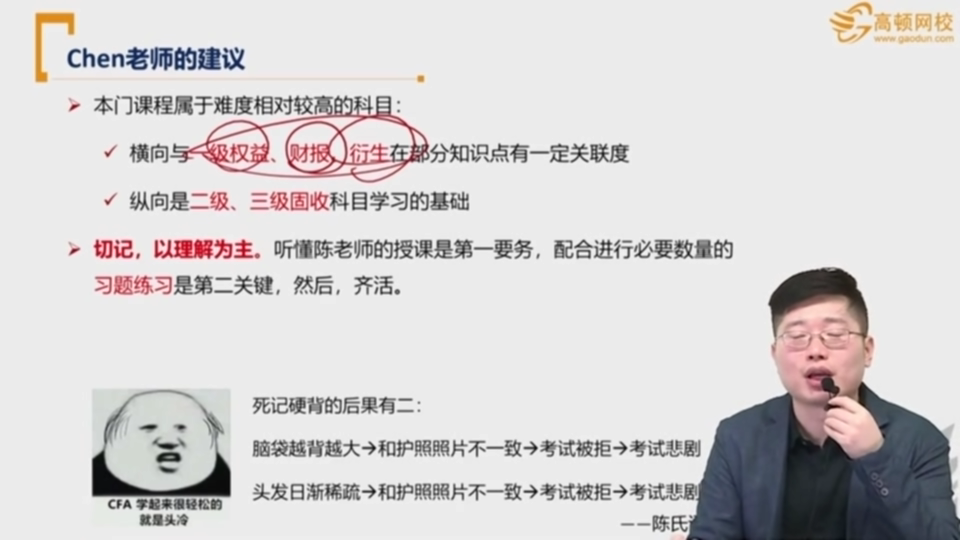 Chen老师的建议
高顿网校
www.gaodun.com
本门课程属于难度相对较高的科目：
横向与一级权益、财报、衍生在部分知识点有一定关联度
纵向是二级、三级固收科目学习的基础
切记，以理解为主。听懂陈老师的授课是第一要务，配合进行必要数量的
习题练习是第二关键，然后，齐活。
死记硬背的后果有二：
脑袋越背越大→和护照照片不一致→考试被拒→考试悲剧
头发日渐稀疏→和护照照片不一致→考试被拒→考试悲剧
——陈氏
CFA 学起来很轻松的
就是头冷